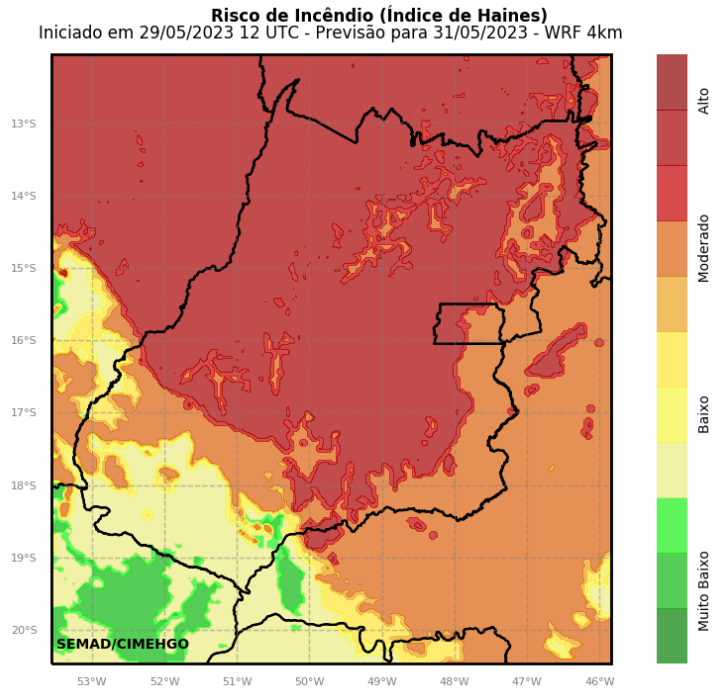 Risco de Incêndio (Índice de Haines)
Iniciado em 29/05/2023 12 UTC - Previsão para 31/05/2023 - WRF 4km
13°S
14°S
15°S
16°S
17°S
18°S
19°S
20°S
53°W
52°W
51°W
50°W
49°W
48°W
47°W
46°W
SEMAD/CIMEHGO
Alto
Moderado
Baixo
Muito Baixo